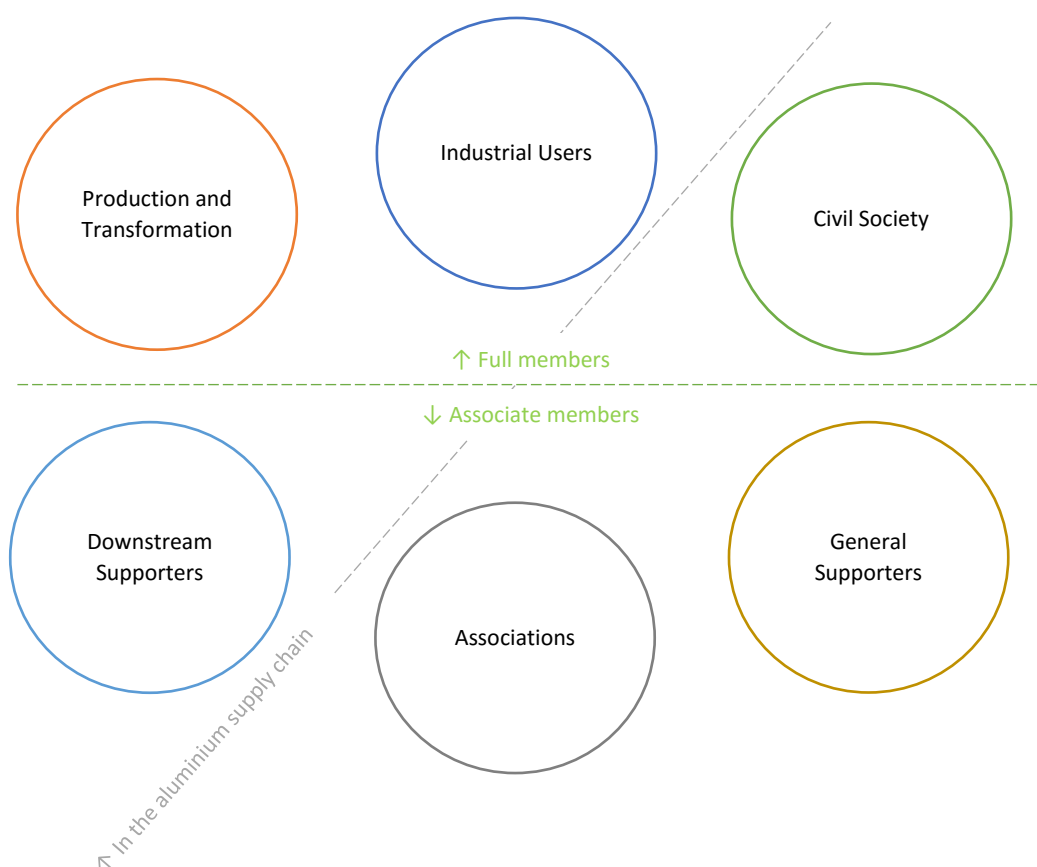 Industrial Users
Production and
Transformation
Civil Society
↑ Full members
↓ Associate members
Downstream
Supporters
General
Supporters
Associations
↑ In the aluminium supply chain